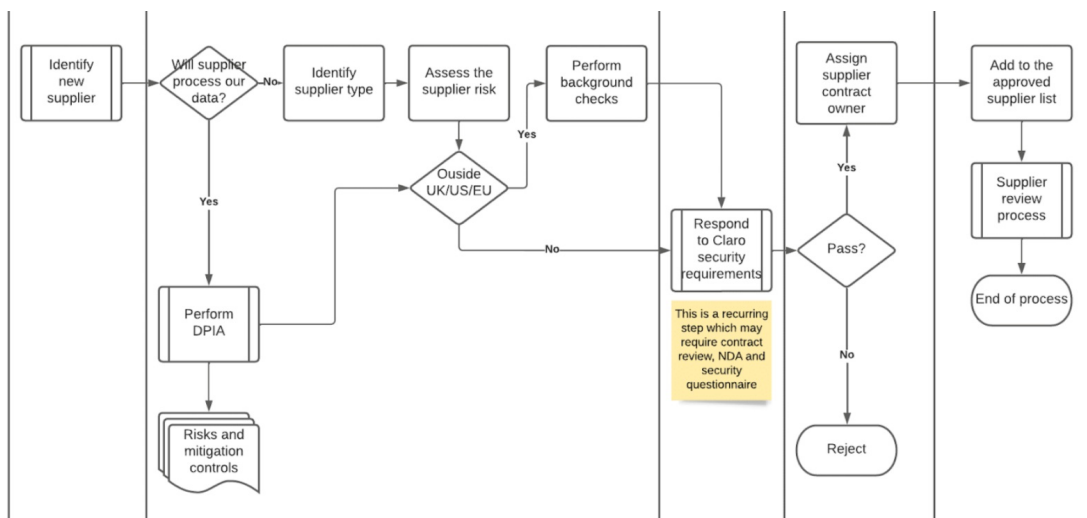 Identify
new
supplier
Will supplier
process our
data?
No
Identify
supplier type
Assess the
supplier risk
Perform
background
checks
Yes
Ouside
UK/US/EU
Yes
No
Perform
DPIA
Risks and
mitigation
controls
Respond
to Claro
security
requirements
This is a recurring
step which may
require contract
review, NDA and
security
questionnaire
Assign
supplier
contract
owner
Yes
Pass?
No
Reject
Add to the
approved
supplier list
Supplier
review
process
End of process